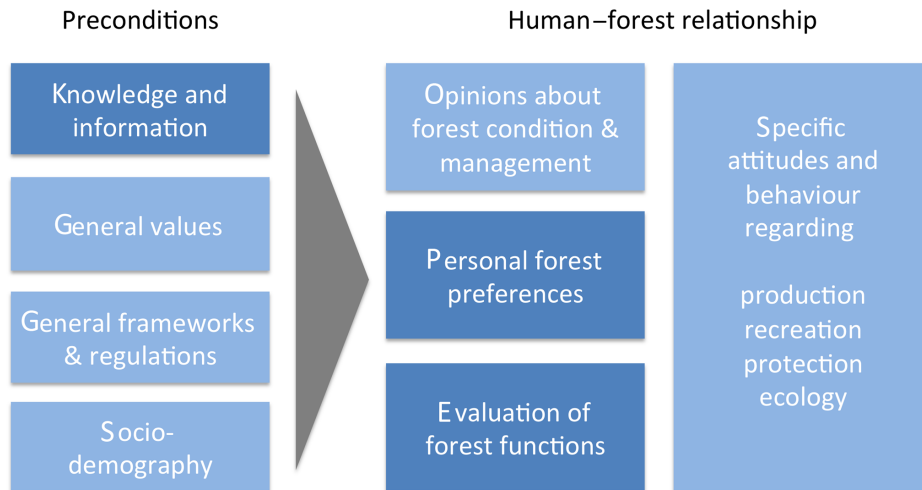 Preconditions
Human–forest relationship
Knowledge and
information
General values
General frameworks
& regulations
Socio-
demography
Opinions about
forest condition &
management
Personal forest
preferences
Evaluation of
forest functions
Specific
attitudes and
behaviour
regarding
production
recreation
protection
ecology